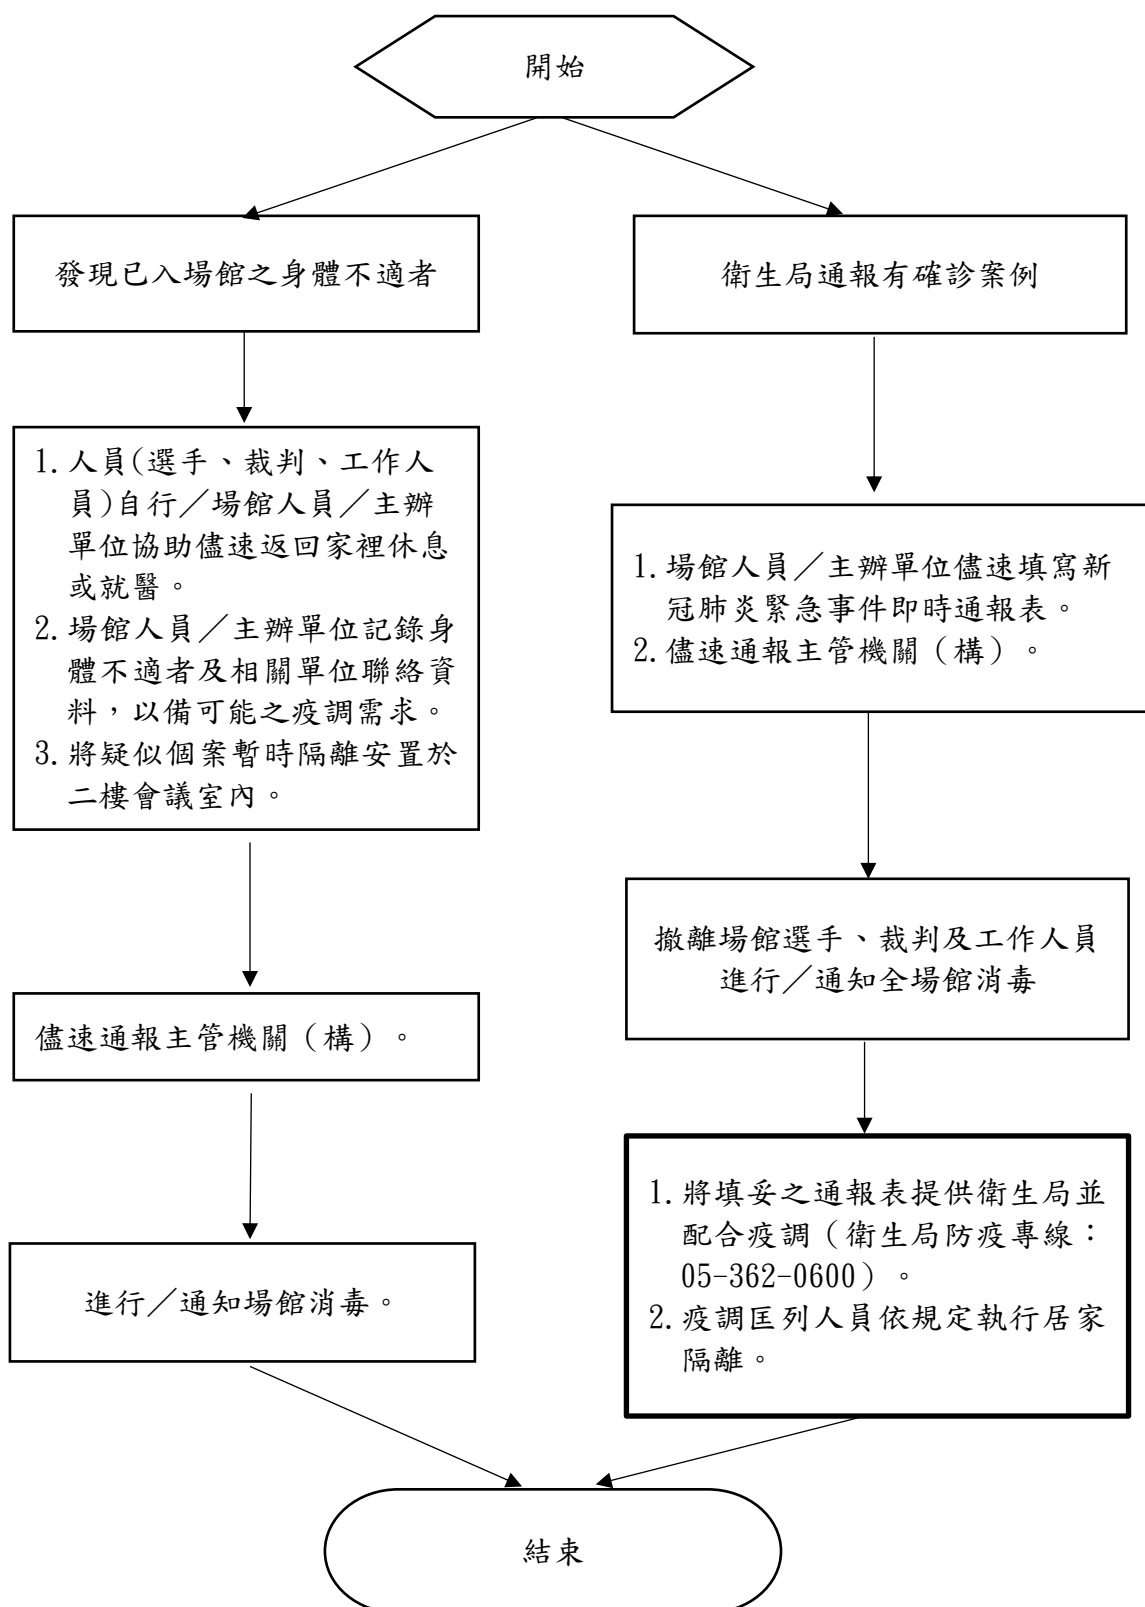 開始
發現已入場館之身體不適者
衛生局通報有確診案例
1. 人員(選手、裁判、工作人
員)自行／場館人員／主辦
單位協助儘速返回家裡休息
或就醫。
2. 場館人員／主辦單位記錄身
體不適者及相關單位聯絡資
料，以備可能之疫調需求。
3. 將疑似個案暫時隔離安置於
二樓會議室內。
1. 場館人員／主辦單位儘速填寫新
冠肺炎緊急事件即時通報表。
2. 儘速通報主管機關（構）。
撤離場館選手、裁判及工作人員
進行／通知全場館消毒
儘速通報主管機關（構）。
1. 將填妥之通報表提供衛生局並
配合疫調（衛生局防疫專線：
05-362-0600）。
2. 疫調匡列人員依規定執行居家
隔離。
進行／通知場館消毒。
結束